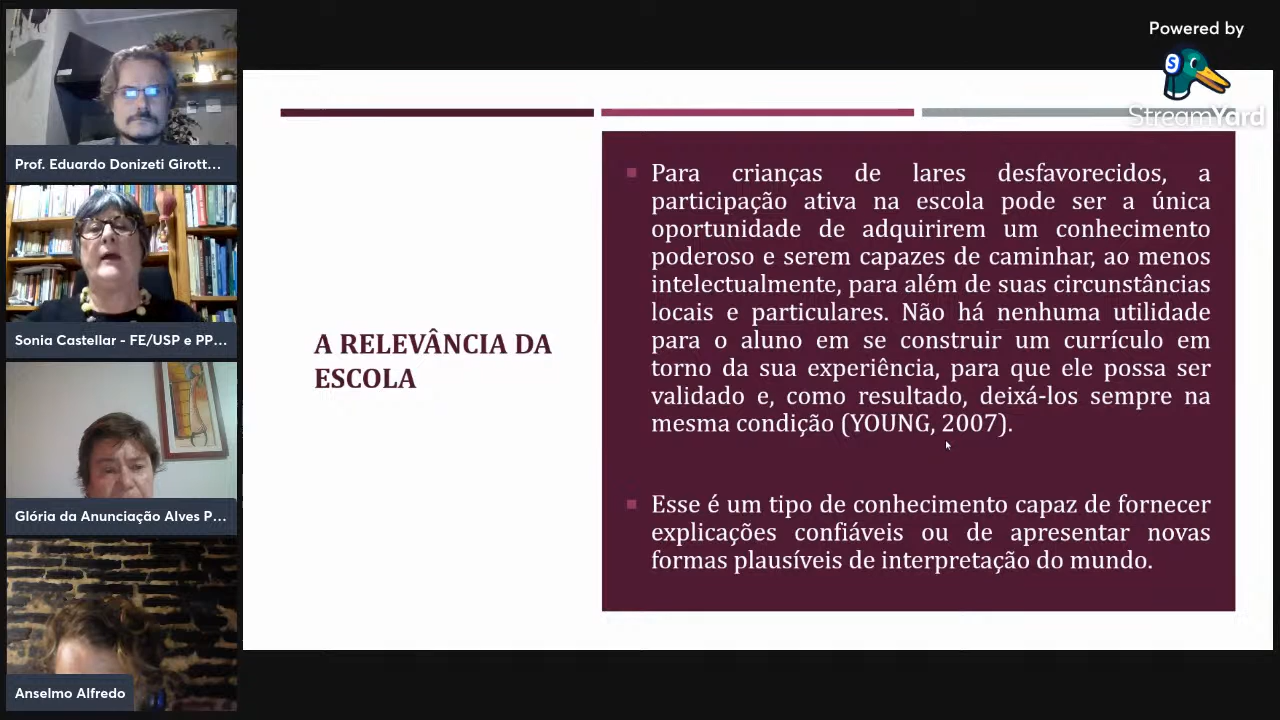 Powered by
StreamYard
Prof. Eduardo Donizeti Girott...
Sonia Castellar - FE/USP e PP...
Glória da Anunciação Alves P...
Anselmo Alfredo
A RELEVÂNCIA DA
ESCOLA
Para crianças de lares desfavorecidos, a
participação ativa na escola pode ser a única
oportunidade de adquirirem um conhecimento
poderoso e serem capazes de caminhar, ao menos
intelectualmente, para além de suas circunstâncias
locais e particulares. Não há nenhuma utilidade
para o aluno em se construir um currículo em
torno da sua experiência, para que ele possa ser
validado e, como resultado, deixá-los sempre na
mesma condição (YOUNG, 2007).
Esse é um tipo de conhecimento capaz de fornecer
explicações confiáveis ou de apresentar novas
formas plausíveis de interpretação do mundo.